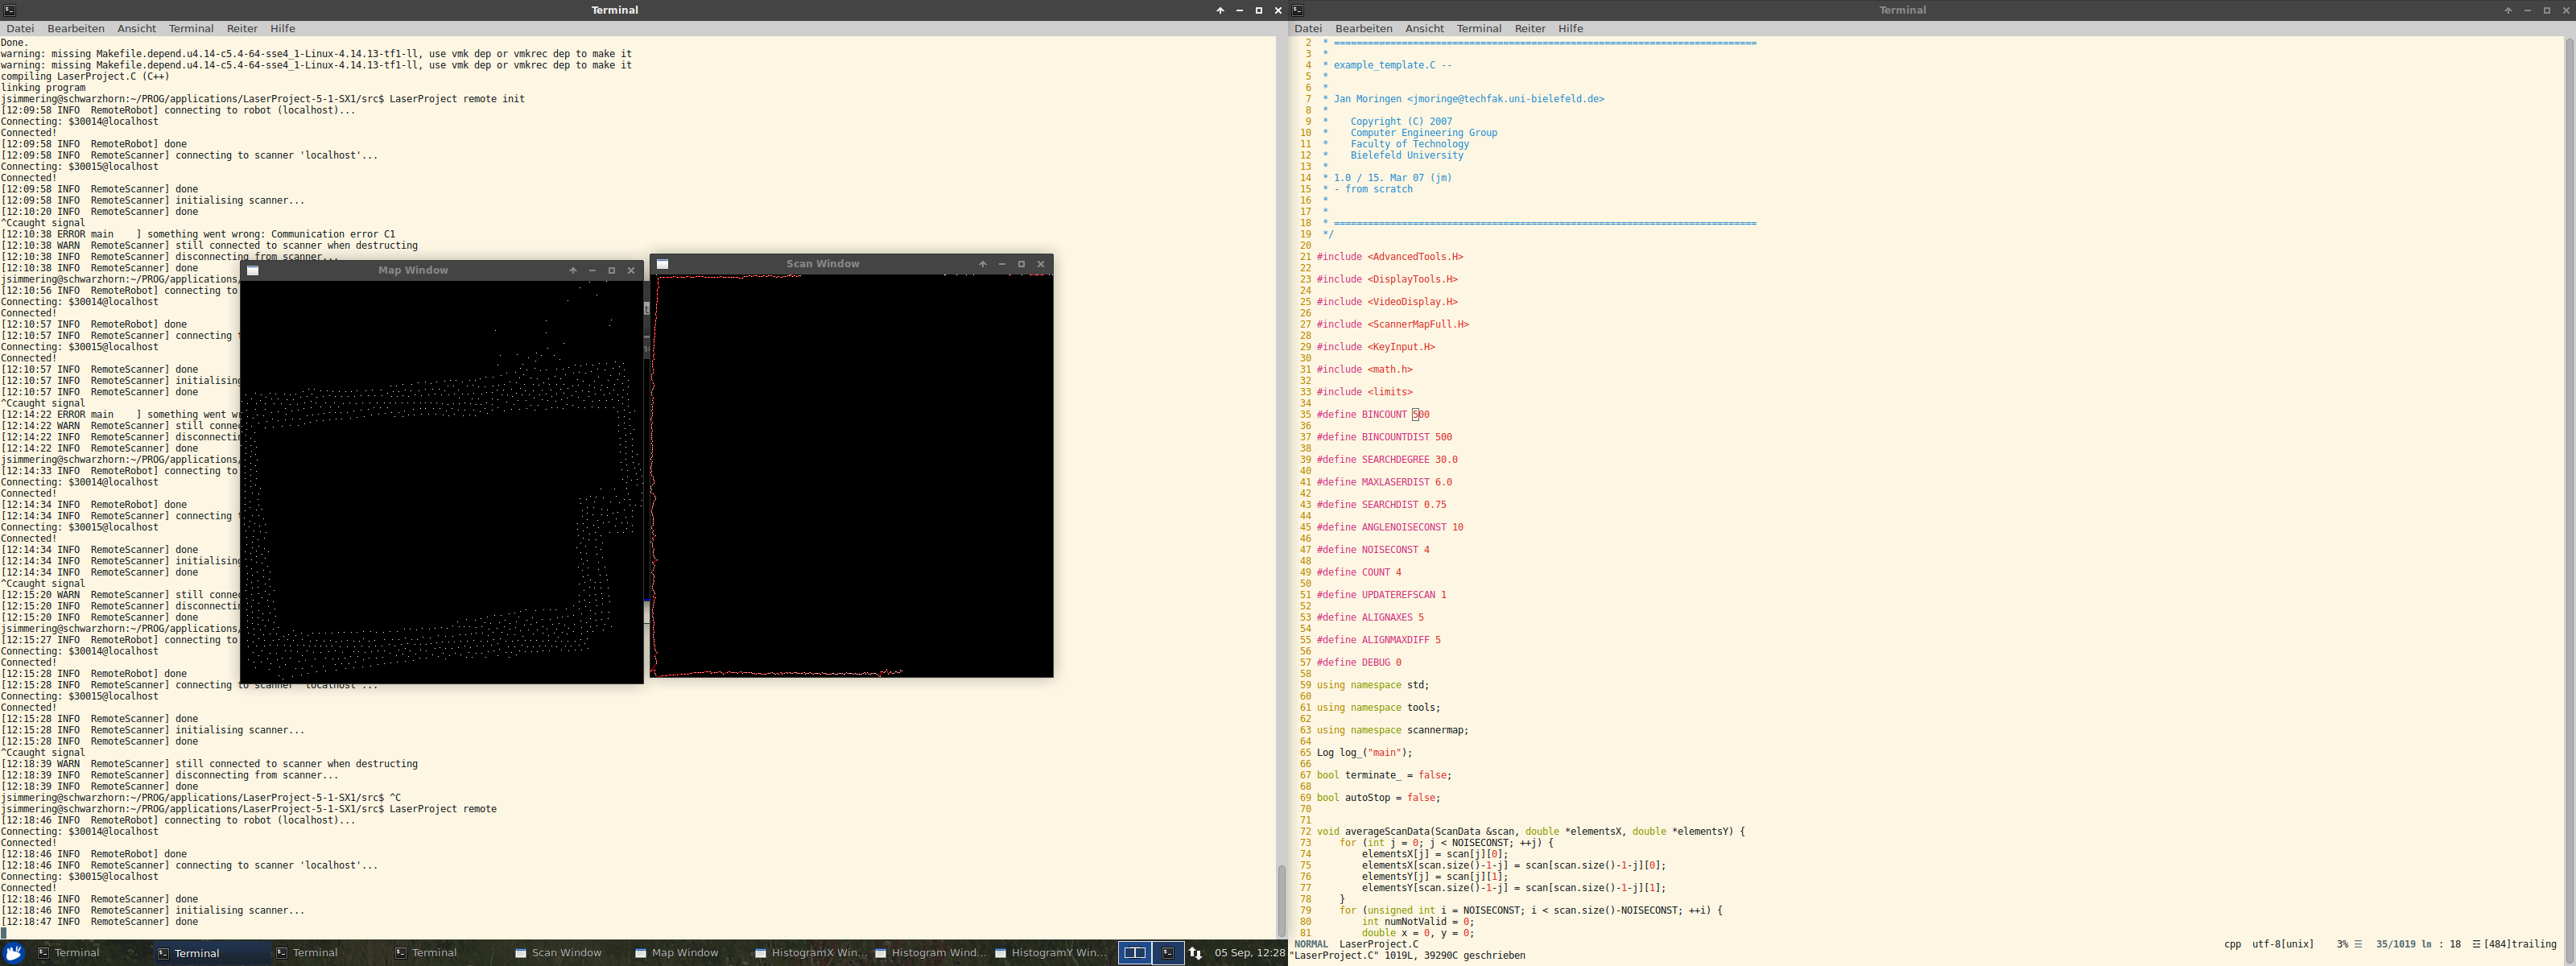 Terminal
Datei Bearbeiten Ansicht Terminal Reiter Hilfe
Done.
warning: missing Makefile.depend.u4.14-c5.4-64-sse4_1-Linux-4.14.13-tf1-ll, use vmk dep or vmkrec dep to make it
warning: missing Makefile.depend.u4.14-c5.4-64-sse4_1-Linux-4.14.13-tf1-ll, use vmk dep or vmkrec dep to make it
compiling LaserProject.C (C++)
linking program
jsimmering@schwarzhorn:~/PROG/applications/LaserProject-5-1-SX1/src$ LaserProject remote init
[12:09:58 INFO  RemoteRobot] connecting to robot (localhost)...
Connecting: $30014@localhost
Connected!
[12:09:58 INFO  RemoteRobot] done
[12:09:58 INFO  RemoteScanner] connecting to scanner 'localhost'...
Connecting: $30015@localhost
Connected!
[12:09:58 INFO  RemoteScanner] done
[12:09:58 INFO  RemoteScanner] initialising scanner...
[12:10:20 INFO  RemoteScanner] done
^Ccaught signal
[12:10:38 ERROR main    ] something went wrong: Communication error C1
[12:10:38 WARN  RemoteScanner] still connected to scanner when destructing
[12:10:38 INFO  RemoteScanner] disconnecting from scanner...
[12:10:38 INFO  RemoteScanner] done
jsimmering@schwarzhorn:~/PROG/applications/
[12:10:56 INFO  RemoteRobot] connecting to
Connecting: $30014@localhost
Connected!
[12:10:57 INFO  RemoteRobot] done
[12:10:57 INFO  RemoteScanner] connecting t
Connecting: $30015@localhost
Connected!
[12:10:57 INFO  RemoteScanner] done
[12:10:57 INFO  RemoteScanner] initialising
[12:10:57 INFO  RemoteScanner] done
^Ccaught signal
[12:14:22 ERROR main    ] something went wr
[12:14:22 WARN  RemoteScanner] still connec
[12:14:22 INFO  RemoteScanner] disconnectin
[12:14:22 INFO  RemoteScanner] done
jsimmering@schwarzhorn:~/PROG/applications/
[12:14:33 INFO  RemoteRobot] connecting to
Connecting: $30014@localhost
Connected!
[12:14:34 INFO  RemoteRobot] done
[12:14:34 INFO  RemoteScanner] connecting t
Connecting: $30015@localhost
Connected!
[12:14:34 INFO  RemoteScanner] done
[12:14:34 INFO  RemoteScanner] initialising
[12:14:34 INFO  RemoteScanner] done
^Ccaught signal
[12:15:20 WARN  RemoteScanner] still connec
[12:15:20 INFO  RemoteScanner] disconnectin
[12:15:20 INFO  RemoteScanner] done
jsimmering@schwarzhorn:~/PROG/applications/
[12:15:27 INFO  RemoteRobot] connecting to
Connecting: $30014@localhost
Connected!
[12:15:28 INFO  RemoteRobot] done
[12:15:28 INFO  RemoteScanner] connecting to scanner 'localhost'...
Connecting: $30015@localhost
Connected!
[12:15:28 INFO  RemoteScanner] done
[12:15:28 INFO  RemoteScanner] initialising scanner...
[12:15:28 INFO  RemoteScanner] done
^Ccaught signal
[12:18:39 WARN  RemoteScanner] still connected to scanner when destructing
[12:18:39 INFO  RemoteScanner] disconnecting from scanner...
[12:18:39 INFO  RemoteScanner] done
jsimmering@schwarzhorn:~/PROG/applications/LaserProject-5-1-SX1/src$ ^C
jsimmering@schwarzhorn:~/PROG/applications/LaserProject-5-1-SX1/src$ LaserProject remote
[12:18:46 INFO  RemoteRobot] connecting to robot (localhost)...
Connecting: $30014@localhost
Connected!
[12:18:46 INFO  RemoteRobot] done
[12:18:46 INFO  RemoteScanner] connecting to scanner 'localhost'...
Connecting: $30015@localhost
Connected!
[12:18:46 INFO  RemoteScanner] done
[12:18:46 INFO  RemoteScanner] initialising scanner...
[12:18:47 INFO  RemoteScanner] done
Map Window
Scan Window
Terminal
Datei Bearbeiten Ansicht Terminal Reiter Hilfe
2  * ===========================================================================
3  *
4  * example_template.C --
5  *
6  *
7  * Jan Moringen <jmoringe@techfak.uni-bielefeld.de>
8  *
9  *    Copyright (C) 2007
10  *    Computer Engineering Group
11  *    Faculty of Technology
12  *    Bielefeld University
13  *
14  * 1.0 / 15. Mar 07 (jm)
15  * - from scratch
16  *
17  *
18  * ===========================================================================
19  */
20
21 #include <AdvancedTools.H>
22
23 #include <DisplayTools.H>
24
25 #include <VideoDisplay.H>
26
27 #include <ScannerMapFull.H>
28
29 #include <KeyInput.H>
30
31 #include <math.h>
32
33 #include <limits>
34
35 #define BINCOUNT 500
36
37 #define BINCOUNTDIST 500
38
39 #define SEARCHDEGREE 30.0
40
41 #define MAXLASERDIST 6.0
42
43 #define SEARCHDIST 0.75
44
45 #define ANGLENOISECONST 10
46
47 #define NOISECONST 4
48
49 #define COUNT 4
50
51 #define UPDATEREFSCAN 1
52
53 #define ALIGNAXES 5
54
55 #define ALIGNMAXDIFF 5
56
57 #define DEBUG 0
58
59 using namespace std;
60
61 using namespace tools;
62
63 using namespace scannermap;
64
65 Log log_("main");
66
67 bool terminate_ = false;
68
69 bool autoStop = false;
70
71
72 void averageScanData(ScanData &scan, double *elementsX, double *elementsY) {
73     for (int j = 0; j < NOISECONST; ++j) {
74         elementsX[j] = scan[j][0];
75         elementsX[scan.size()-1-j] = scan[scan.size()-1-j][0];
76         elementsY[j] = scan[j][1];
77         elementsY[scan.size()-1-j] = scan[scan.size()-1-j][1];
78     }
79     for (unsigned int i = NOISECONST; i < scan.size()-NOISECONST; ++i) {
80         int numNotValid = 0;
81         double x = 0, y = 0;
NORMAL  LaserProject.C cpp  utf-8[unix]  3% ☰  35/1019 ln : 18  ☲ [484]trailing
"LaserProject.C" 1019L, 39290C geschrieben
Terminal Terminal Terminal Terminal Scan Window Map Window HistogramX Win... Histogram Wind... HistogramY Win... 05 Sep, 12:28